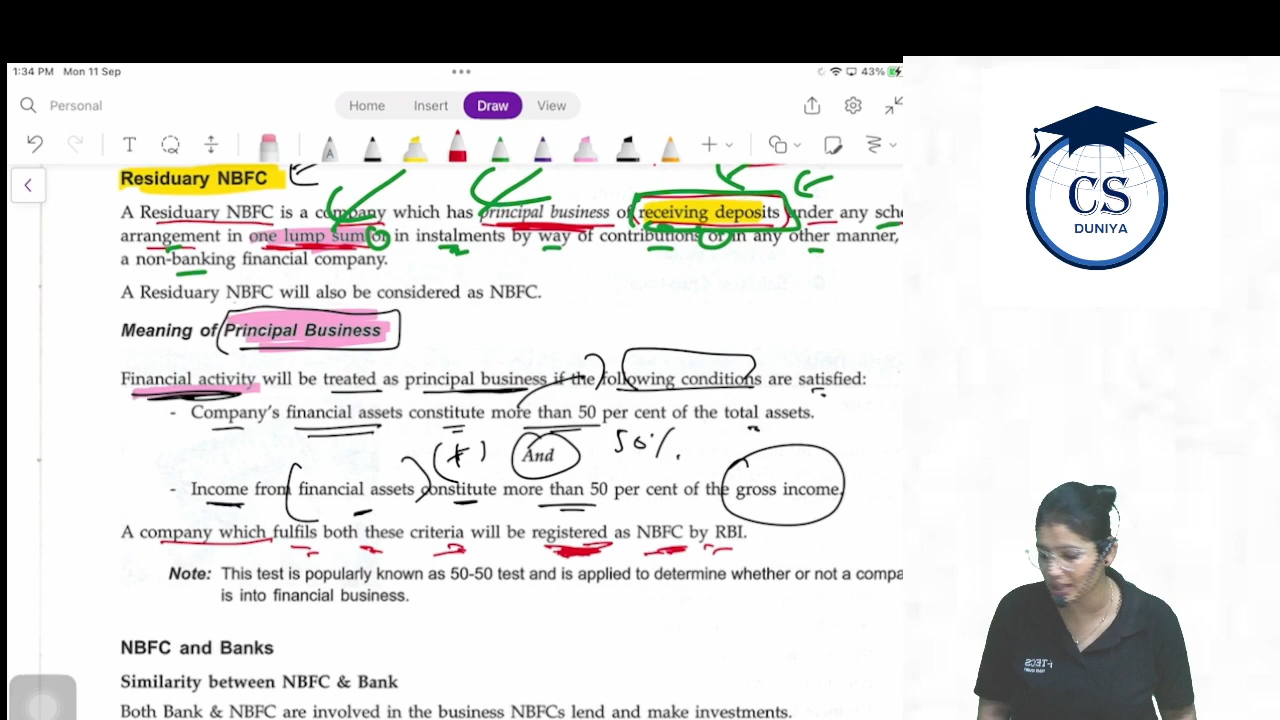 1:34 PM Mon 11 Sep
43%
Personal
Home Insert Draw View
Residuary NBFC
A Residuary NBFC is a company which has principal business of receiving deposits under any
arrangement in one lump sum or in instalments by way of contributions or in any other manner,
a non-banking financial company.
A Residuary NBFC will also be considered as NBFC.
Meaning of Principal Business
Financial activity will be treated as principal business if the following conditions are satisfied:
- Company's financial assets constitute more than 50 per cent of the total assets.
And 50%.
- Income from financial assets constitute more than 50 per cent of the gross income.
A company which fulfils both these criteria will be registered as NBFC by RBI.
Note: This test is popularly known as 50-50 test and is applied to determine whether or not a
is into financial business.
NBFC and Banks
Similarity between NBFC & Bank
Both Bank & NBFC are involved in the business NBFCs lend and make investments.
CS
DUNIYA